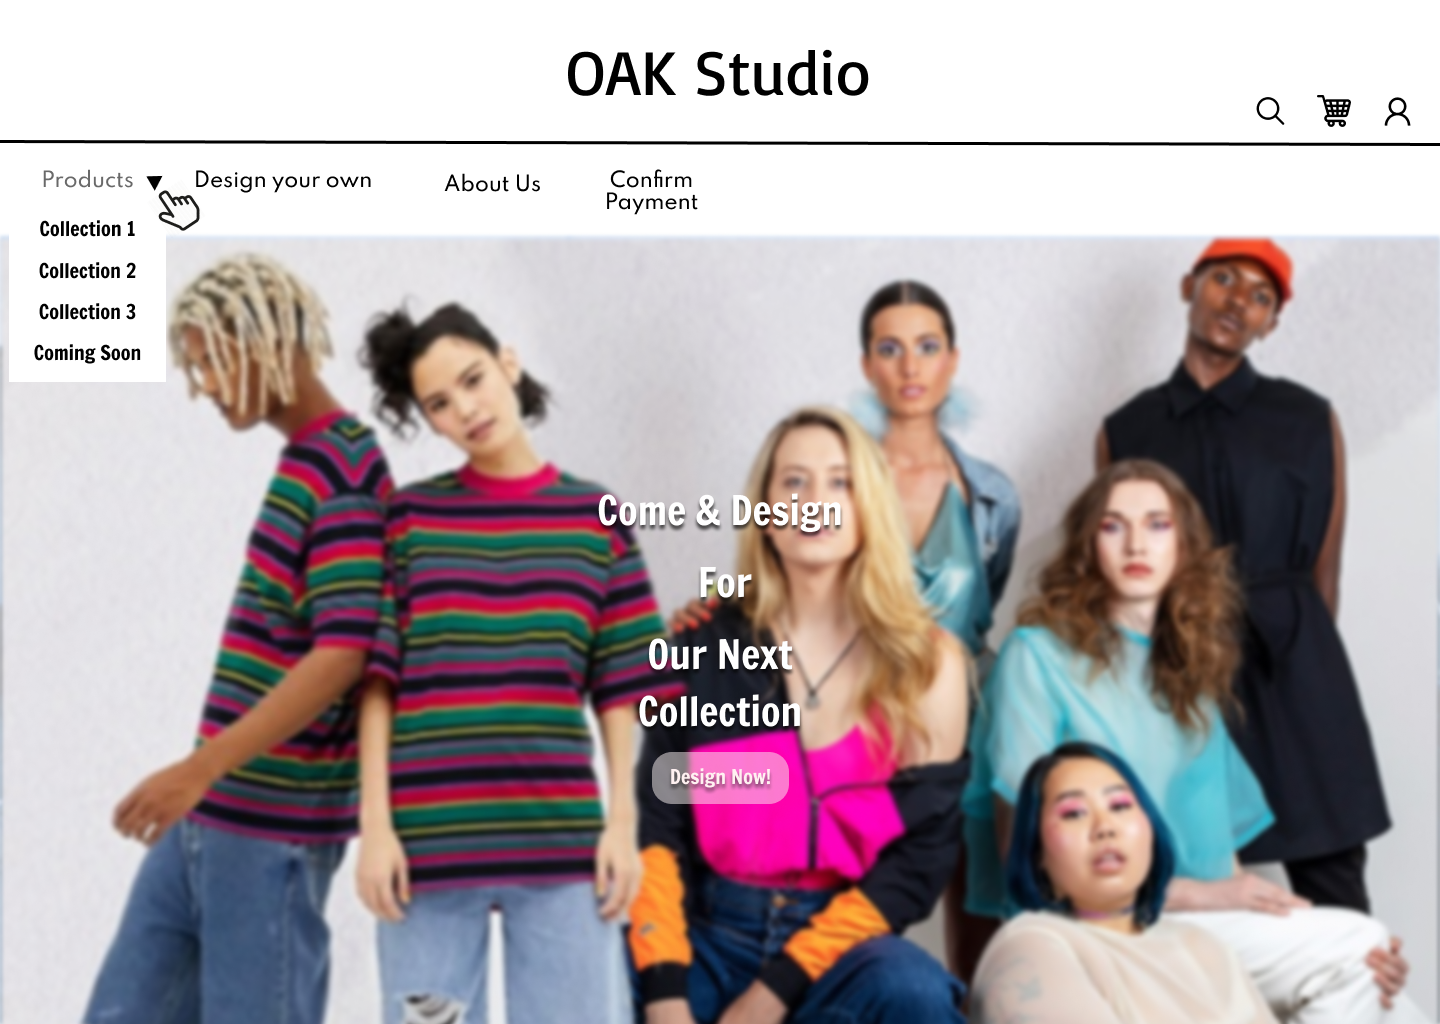 OAK Studio
Products ▼
Design your own
About Us
Confirm
Payment
Collection 1
Collection 2
Collection 3
Coming Soon
Come & Design
For
Our Next
Collection
Design Now!